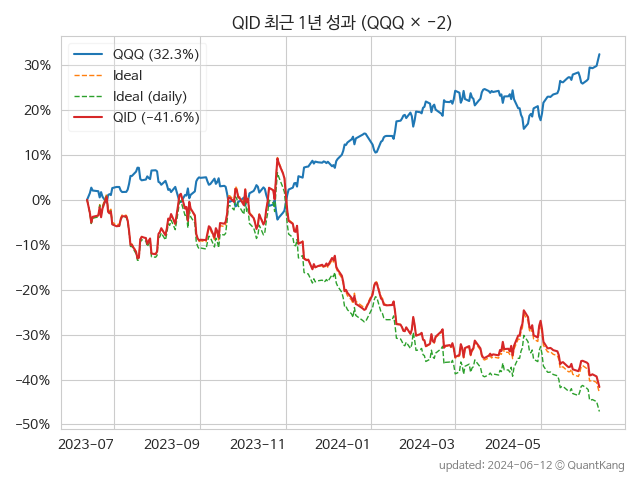 QID 최근 1년 성과 (QQQ × −2)
QQQ (32.3%)
Ideal
Ideal (daily)
QID (−41.6%)
30%
20%
10%
0%
−10%
−20%
−30%
−40%
−50%
2023-07 2023-09 2023-11 2024-01 2024-03 2024-05
updated: 2024-06-12 © QuantKang